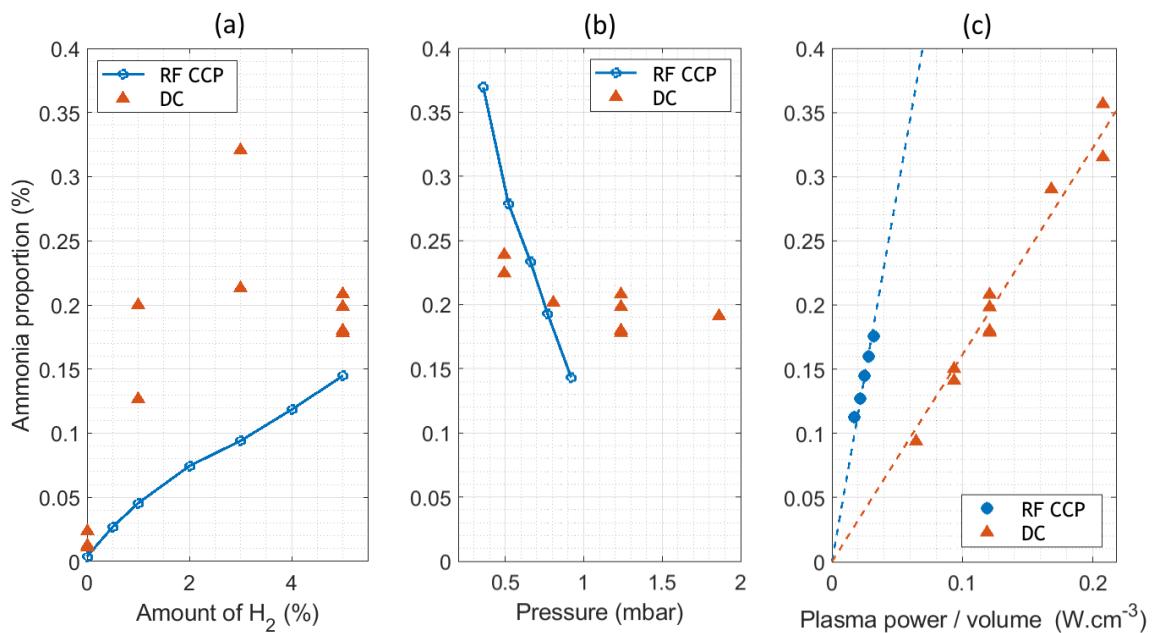 (a)
(b)
(c)
Ammonia proportion (%)
0.4
0.35
0.3
0.25
0.2
0.15
0.1
0.05
0
RF CCP
DC
0
2
4
Amount of H2 (%)
0.4
0.35
0.3
0.25
0.2
0.15
0.1
0.05
0
RF CCP
DC
0.5
1
1.5
2
Pressure (mbar)
0.4
0.35
0.3
0.25
0.2
0.15
0.1
0.05
0
RF CCP
DC
0
0.1
0.2
Plasma power / volume (W.cm-3)